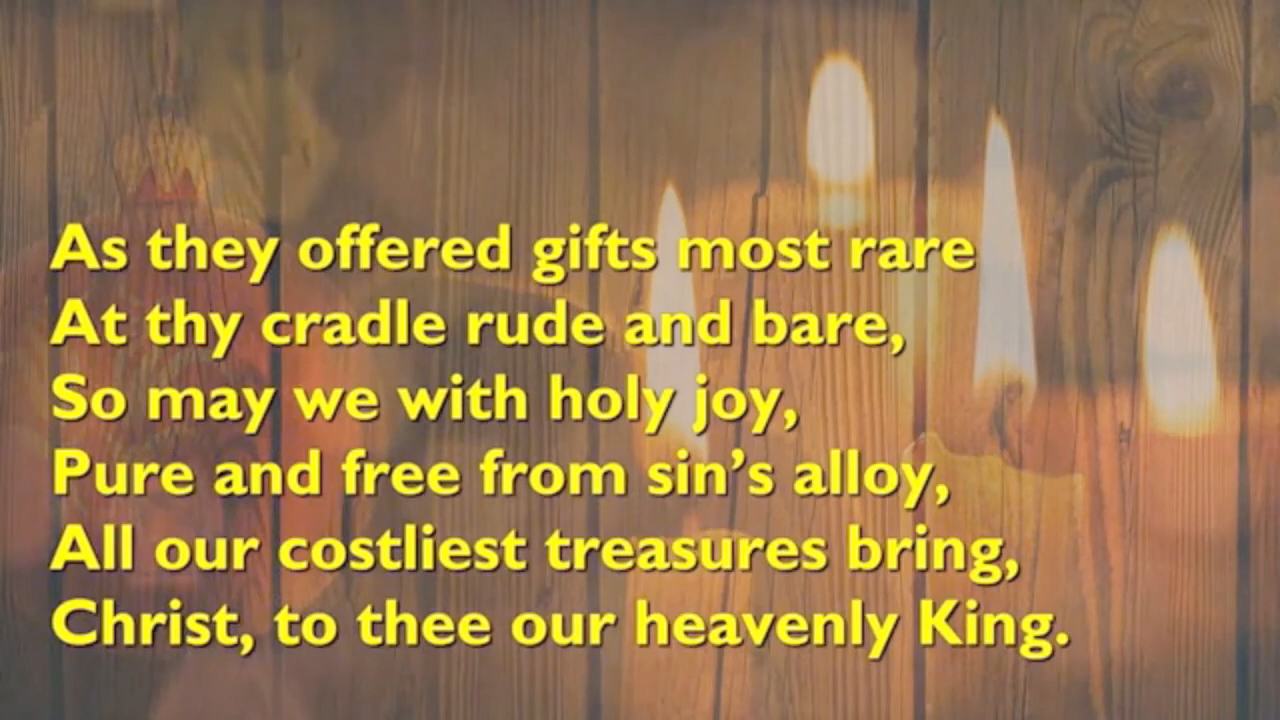 As they offered gifts most rare
At thy cradle rude and bare,
So may we with holy joy,
Pure and free from sin’s alloy,
All our costliest treasures bring,
Christ, to thee our heavenly King.